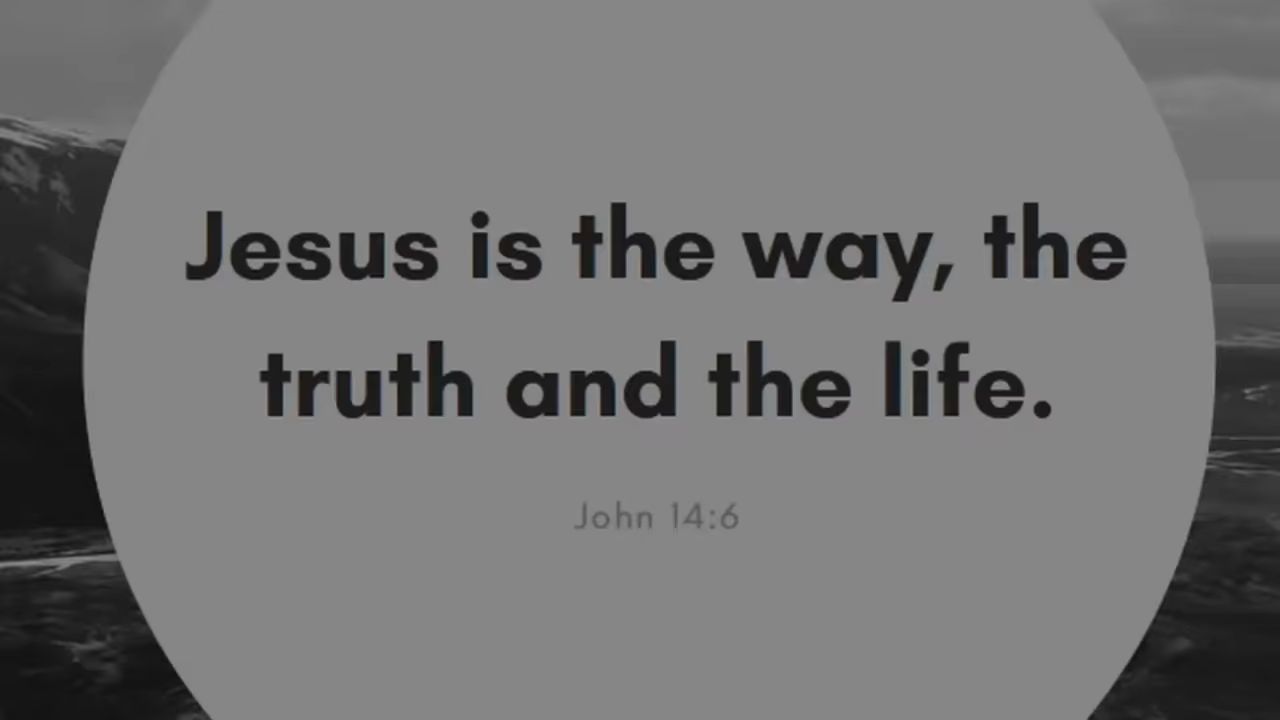 Jesus is the way, the
truth and the life.
John 14:6